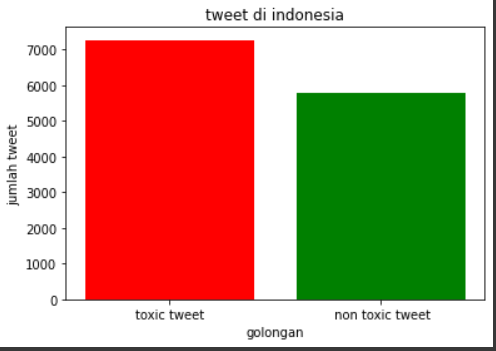 tweet di indonesia
jumlah tweet
7000
6000
5000
4000
3000
2000
1000
0
toxic tweet
non toxic tweet
golongan